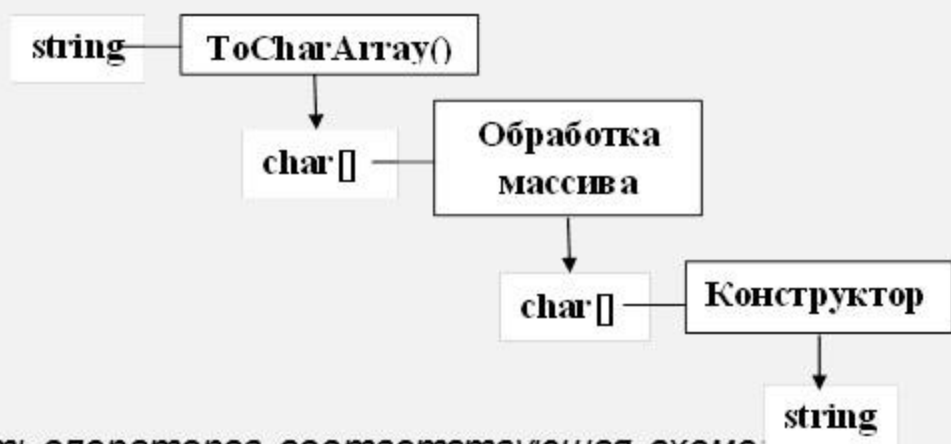 string
ToCharArray()
char[]
Обработка
массива
char[]
Конструктор
string